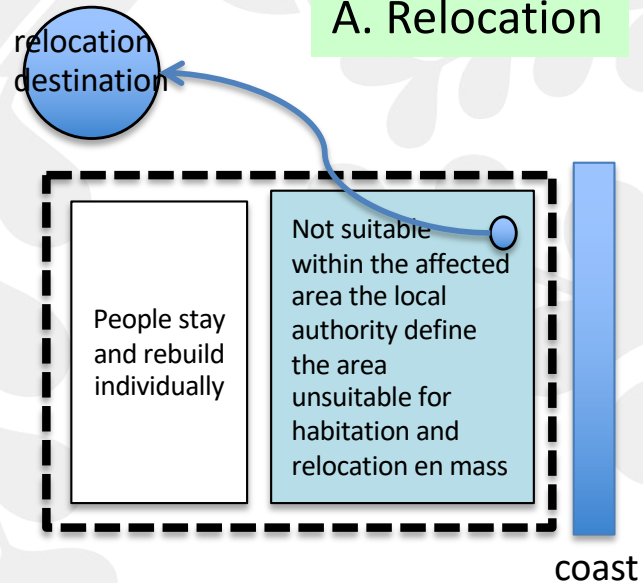 A. Relocation
relocation
destination
People stay
and rebuild
individually
Not suitable
within the affected
area the local
authority define
the area
unsuitable for
habitation and
relocation en mass
coast